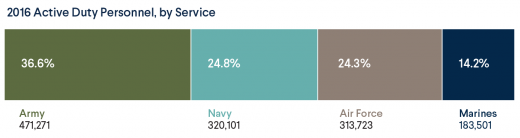 2016 Active Duty Personnel, by Service
36.6% 24.8% 24.3% 14.2%
Army Navy Air Force Marines
471,271 320,101 313,723 183,501